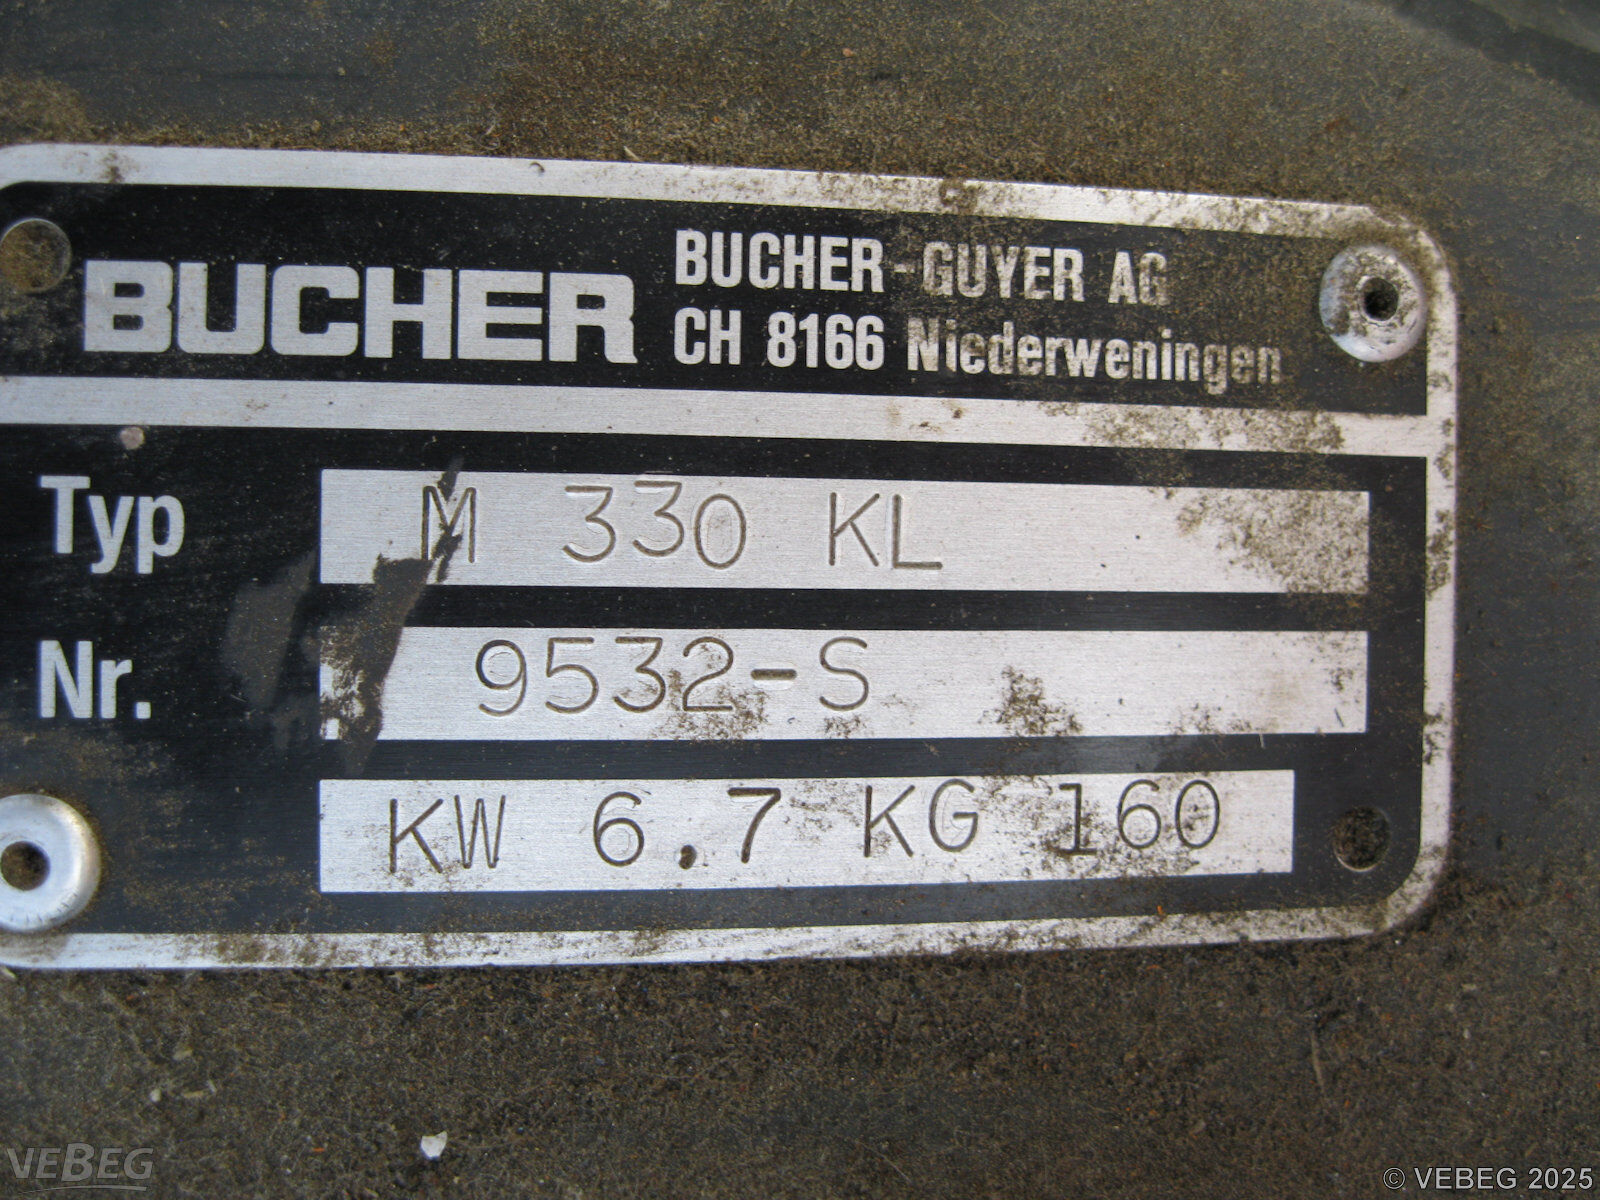 BUCHER
BUCHER-GUYER AG
CH 8166 Niederweningen
Typ M 330 KL
Nr. 9532-S
KW 6.7 KG 160
VEBEG
© VEBEG 2025